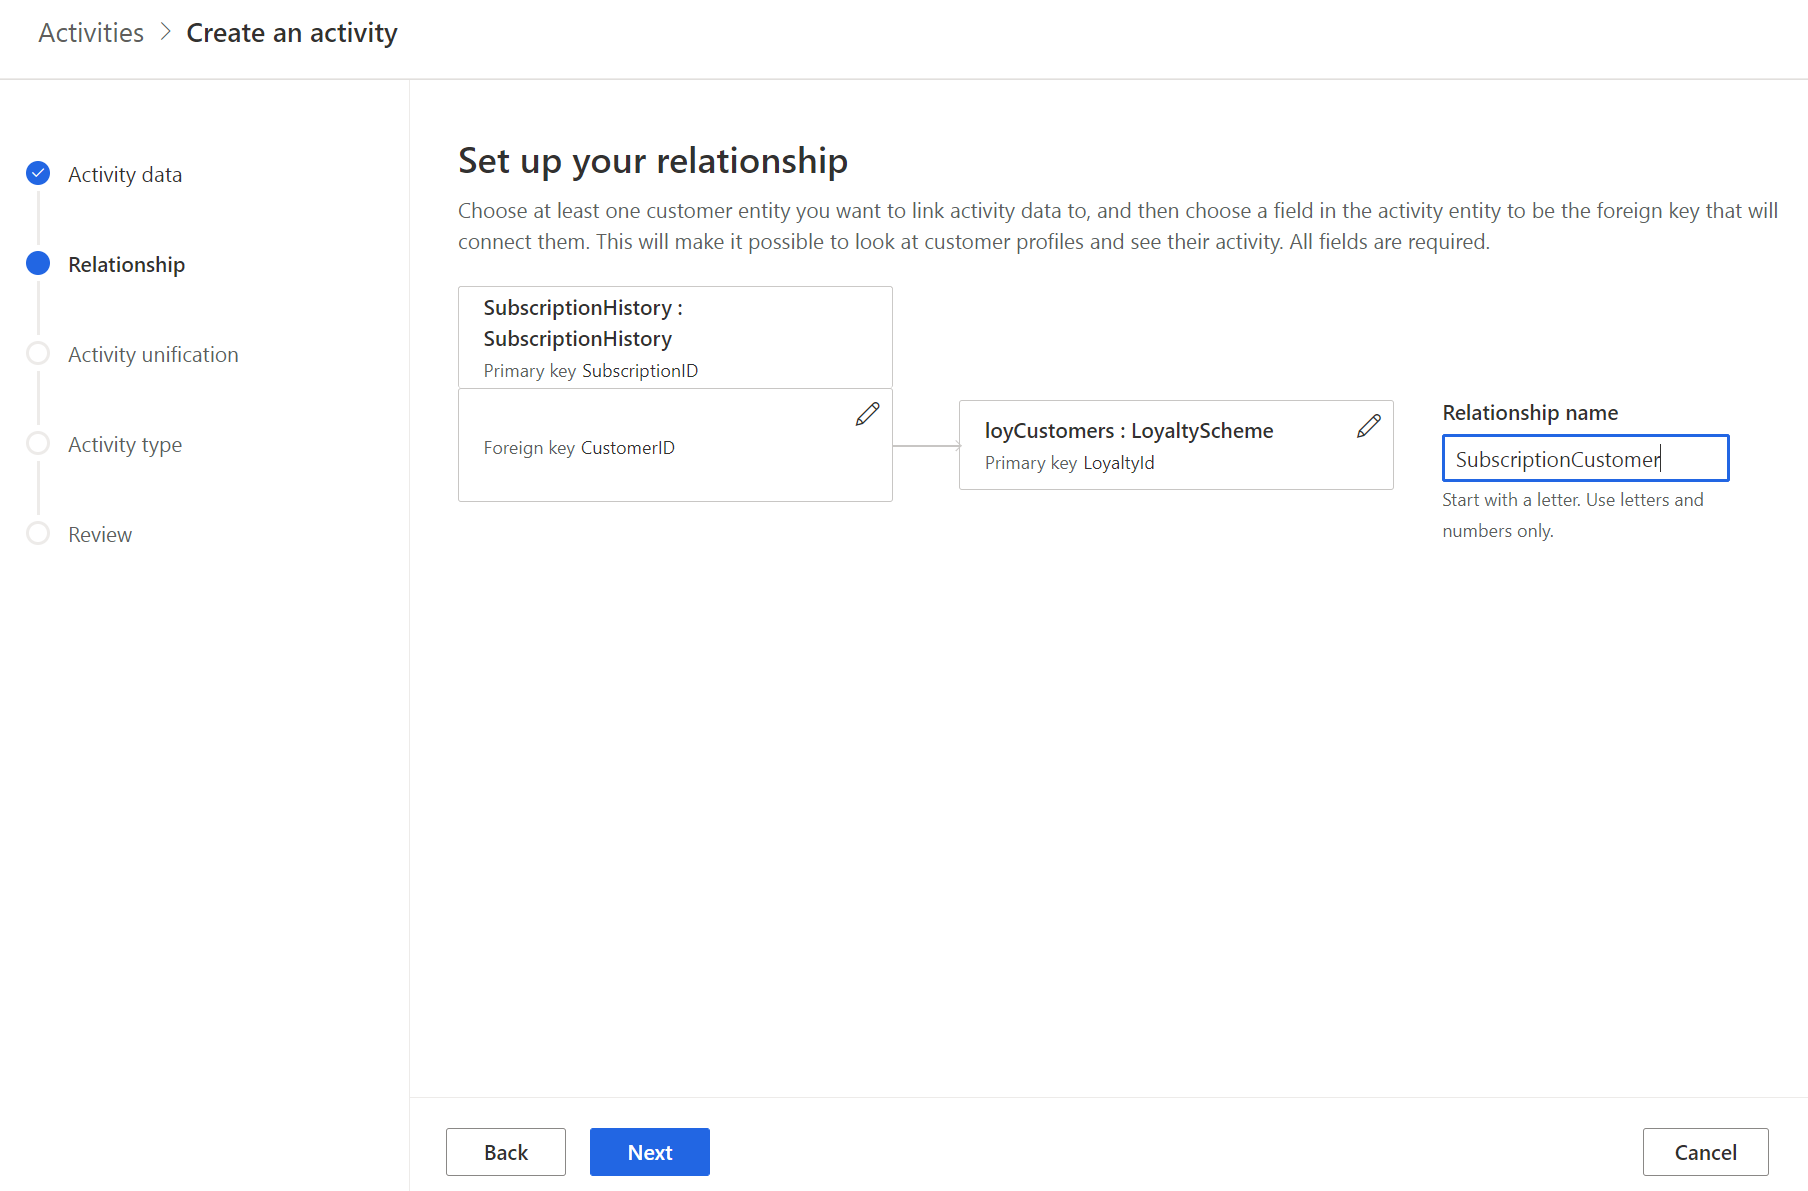 Activities > Create an activity
Activity data
Relationship
Activity unification
Activity type
Review
Set up your relationship
Choose at least one customer entity you want to link activity data to, and then choose a field in the activity entity to be the foreign key that will
connect them. This will make it possible to look at customer profiles and see their activity. All fields are required.
SubscriptionHistory :
SubscriptionHistory
Primary key SubscriptionID
Foreign key CustomerID
loyCustomers : LoyaltyScheme
Primary key LoyaltyId
Relationship name
SubscriptionCustomer
Start with a letter. Use letters and
numbers only.
Back
Next
Cancel